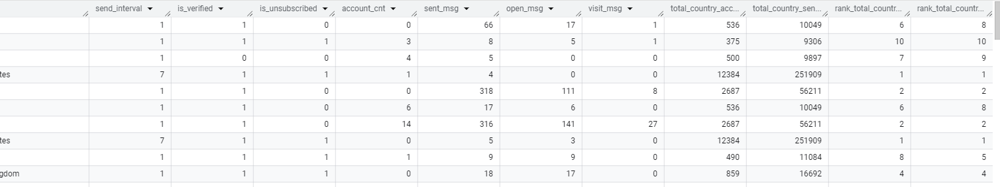 send_interval is_verified is_unsubscribed account_cnt sent_msg open_msg visit_msg total_country_acc... total_country_sen... rank_total_countr... rank_total_countr...
1 1 0 0 66 17 1 536 10049 6 8
1 1 1 3 8 5 1 375 9306 10 10
1 0 0 4 5 0 0 500 9897 7 9
tes 7 1 1 1 4 0 0 12384 251909 1 1
1 1 0 0 318 111 8 2687 56211 2 2
1 1 0 6 17 6 0 536 10049 6 8
1 1 0 14 316 141 27 2687 56211 2 2
tes 7 1 1 0 5 3 0 12384 251909 1 1
1 1 1 1 9 9 0 490 11084 8 5
gdom 1 1 1 0 18 17 0 859 16692 4 4